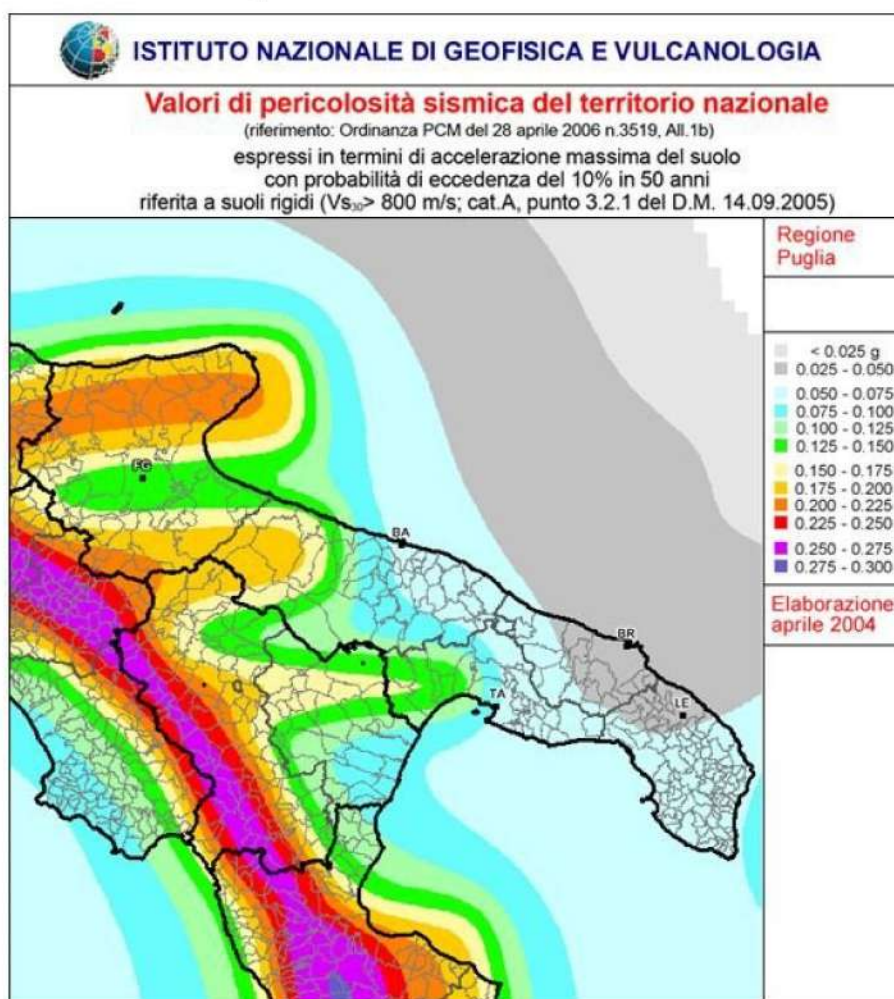 ISTITUTO NAZIONALE DI GEOFISICA E VULCANOLOGIA
Valori di pericolosità sismica del territorio nazionale
(riferimento: Ordinanza PCM del 28 aprile 2006 n.3519, All.1b)
espressi in termini di accelerazione massima del suolo
con probabilità di eccedenza del 10% in 50 anni
riferita a suoli rigidi (Vs30> 800 m/s; cat.A, punto 3.2.1 del D.M. 14.09.2005)
Regione
Puglia
< 0.025 g
0.025 - 0.050
0.050 - 0.075
0.075 - 0.100
0.100 - 0.125
0.125 - 0.150
0.150 - 0.175
0.175 - 0.200
0.200 - 0.225
0.225 - 0.250
0.250 - 0.275
0.275 - 0.300
Elaborazione
aprile 2004
FG
BA
BR
TA
LE